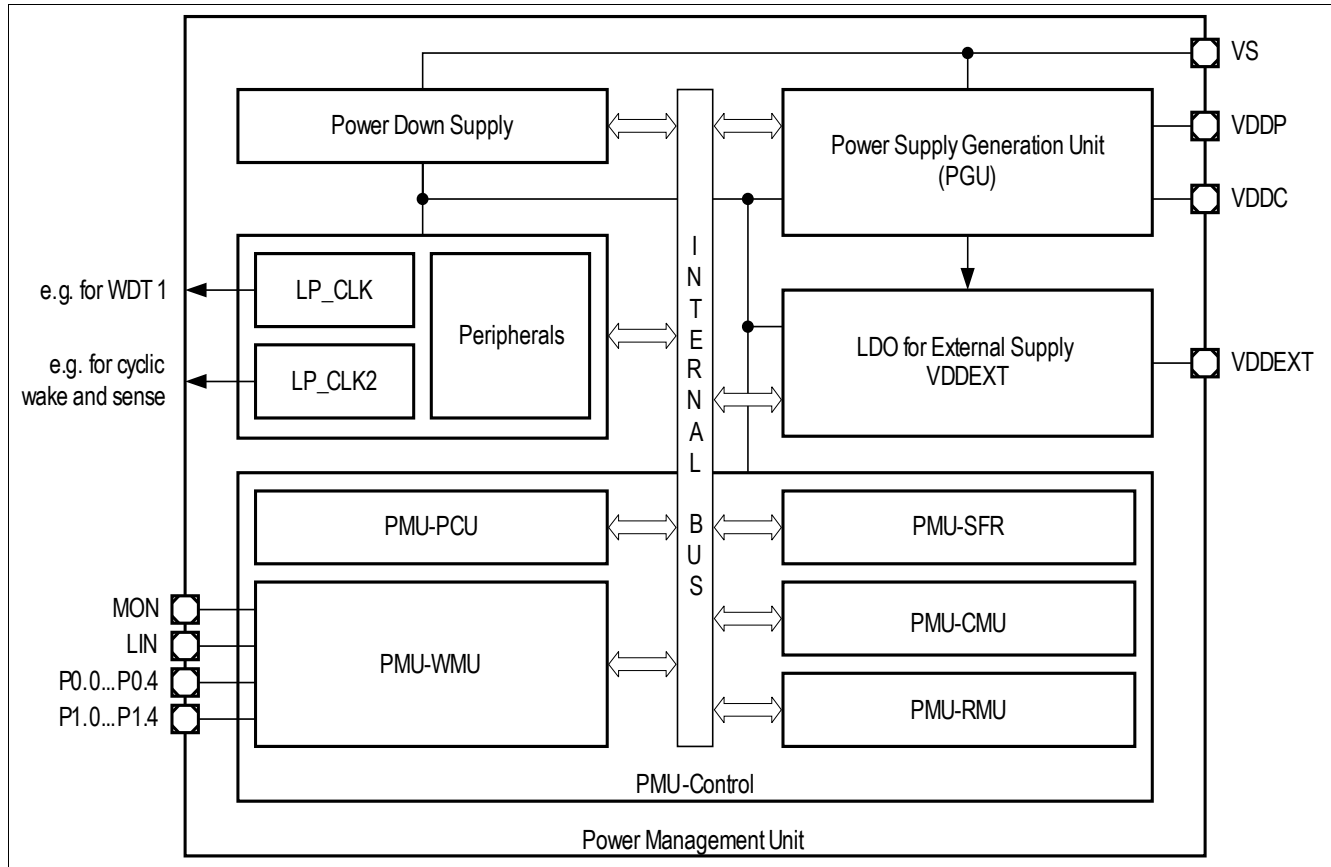 VS
Power Down Supply
VDDP
Power Supply Generation Unit
(PGU)
VDDC
INTERNAL BUS
e.g. for WDT 1
LP_CLK
Peripherals
e.g. for cyclic
wake and sense
LP_CLK2
LDO for External Supply
VDDEXT
VDDEXT
PMU-PCU
PMU-SFR
MON
LIN
P0.0...P0.4
P1.0...P1.4
PMU-WMU
PMU-CMU
PMU-RMU
PMU-Control
Power Management Unit